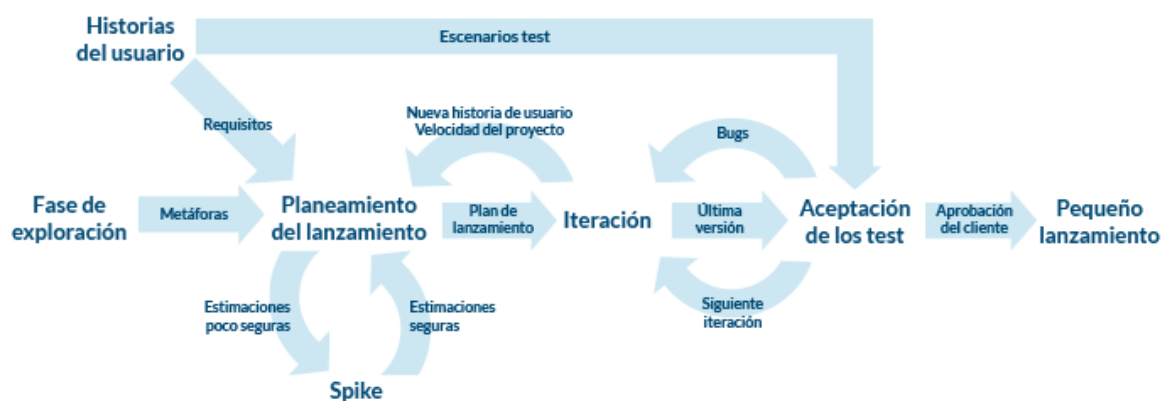 Historias
del usuario
Escenarios test
Requisitos
Nueva historia de usuario
Velocidad del proyecto
Bugs
Fase de
exploración
Metáforas
Planeamiento
del lanzamiento
Plan de
lanzamiento
Iteración
Última
versión
Aceptación
de los test
Aprobación
del cliente
Pequeño
lanzamiento
Estimaciones
poco seguras
Estimaciones
seguras
Siguiente
iteración
Spike